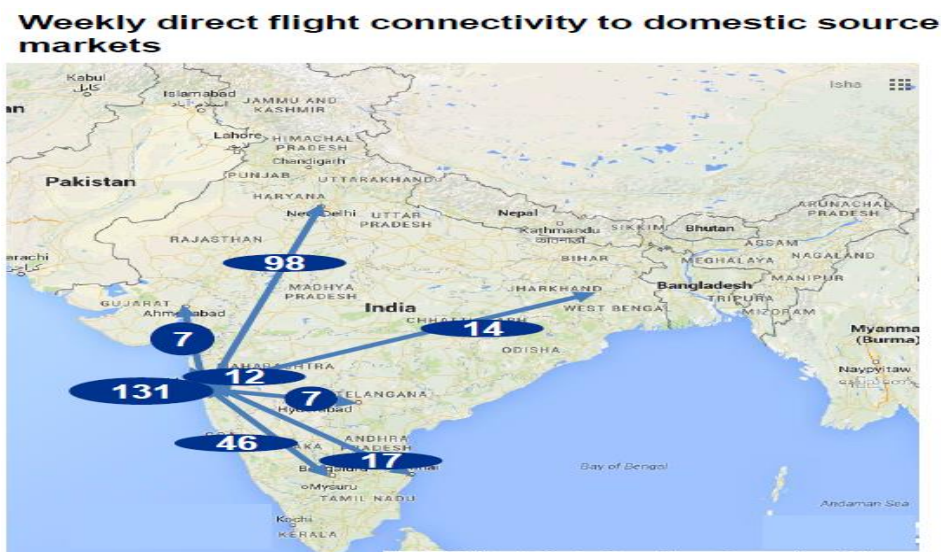 Weekly direct flight connectivity to domestic source
markets
Kabul
كابل
Isha
Islamabad
JAMMU AND
KASHMIR
an
Lahore
HIMACHAL
PRADESH
Chandigarh
PUNJAB
UTTARAKHAND
Pakistan
HARYANA
New Delhi
UTTAR
PRADESH
Nepal
Kathmandu
SIKKIM
Bhutan
ARUNACHAL
PRADESH
RAJASTHAN
ASSAM
arachi
BIHAR
MEGHALAYA
NAGALAND
98
MANIPUR
MADHYA
PRADESH
JHARKHAND
Bangladesh
TRIPURA
GUJARAT
India
WEST BENGAL
MIZORAM
14
7
Myanma
(Burma)
ODISHA
12
Naypyitaw
131
7
TELANGANA
46
ANDHRA
17
Bay of Bengal
Mysuru
TAMIL NADU
Andaman Sea
Kochi
KERALA